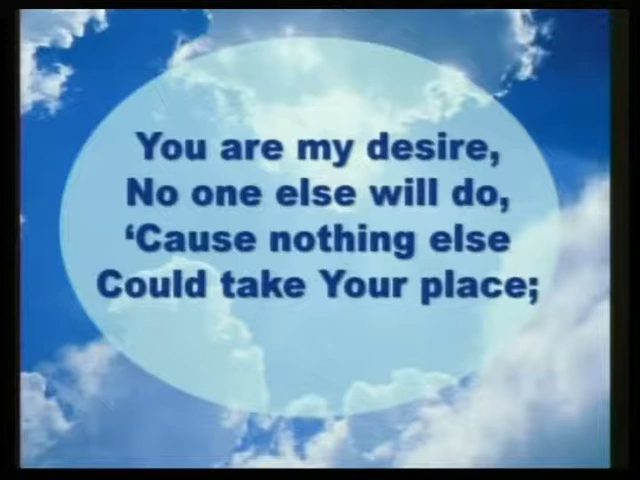 You are my desire,
No one else will do,
‘Cause nothing else
Could take Your place;